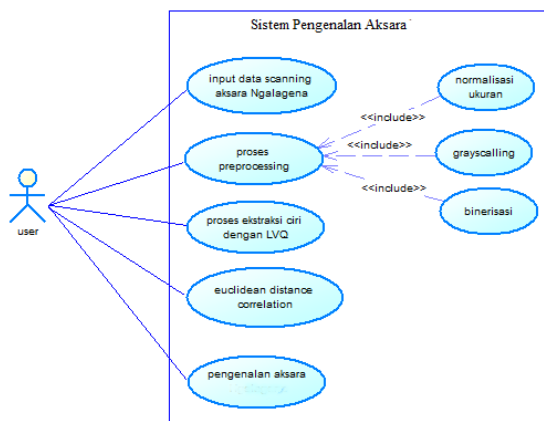 Sistem Pengenalan Aksara
input data scanning
aksara Ngalagena
normalisasi
ukuran
<<include>>
proses
preprocessing
<<include>>
grayscalling
<<include>>
binerisasi
user
proses ekstraksi ciri
dengan LVQ
euclidean distance
correlation
pengenalan aksara